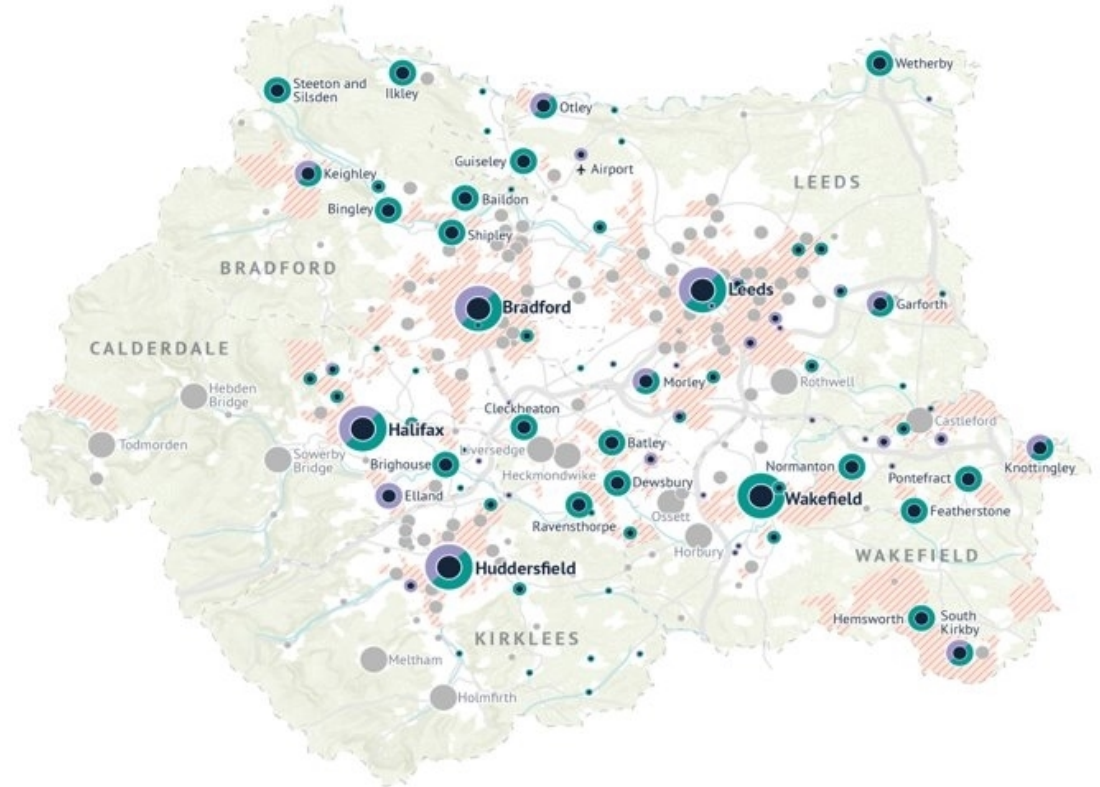 Wetherby
Steeton and
Silsden
Ilkley
Otley
Guiseley
Airport
Keighley
LEEDS
Baildon
Bingley
Shipley
BRADFORD
Leeds
Bradford
Garforth
CALDERDALE
Morley
Rothwell
Hebden
Bridge
Cleckheaton
Castleford
Halifax
Todmorden
Batley
Liversedge
Sowerby
Bridge
Brighouse
Heckmondwike
Normanton
Knottingley
Pontefract
Dewsbury
Elland
Wakefield
Featherstone
Ossett
Ravensthorpe
Horbury
WAKEFIELD
Huddersfield
Hemsworth
South
Kirkby
KIRKLEES
Meltham
Holmfirth